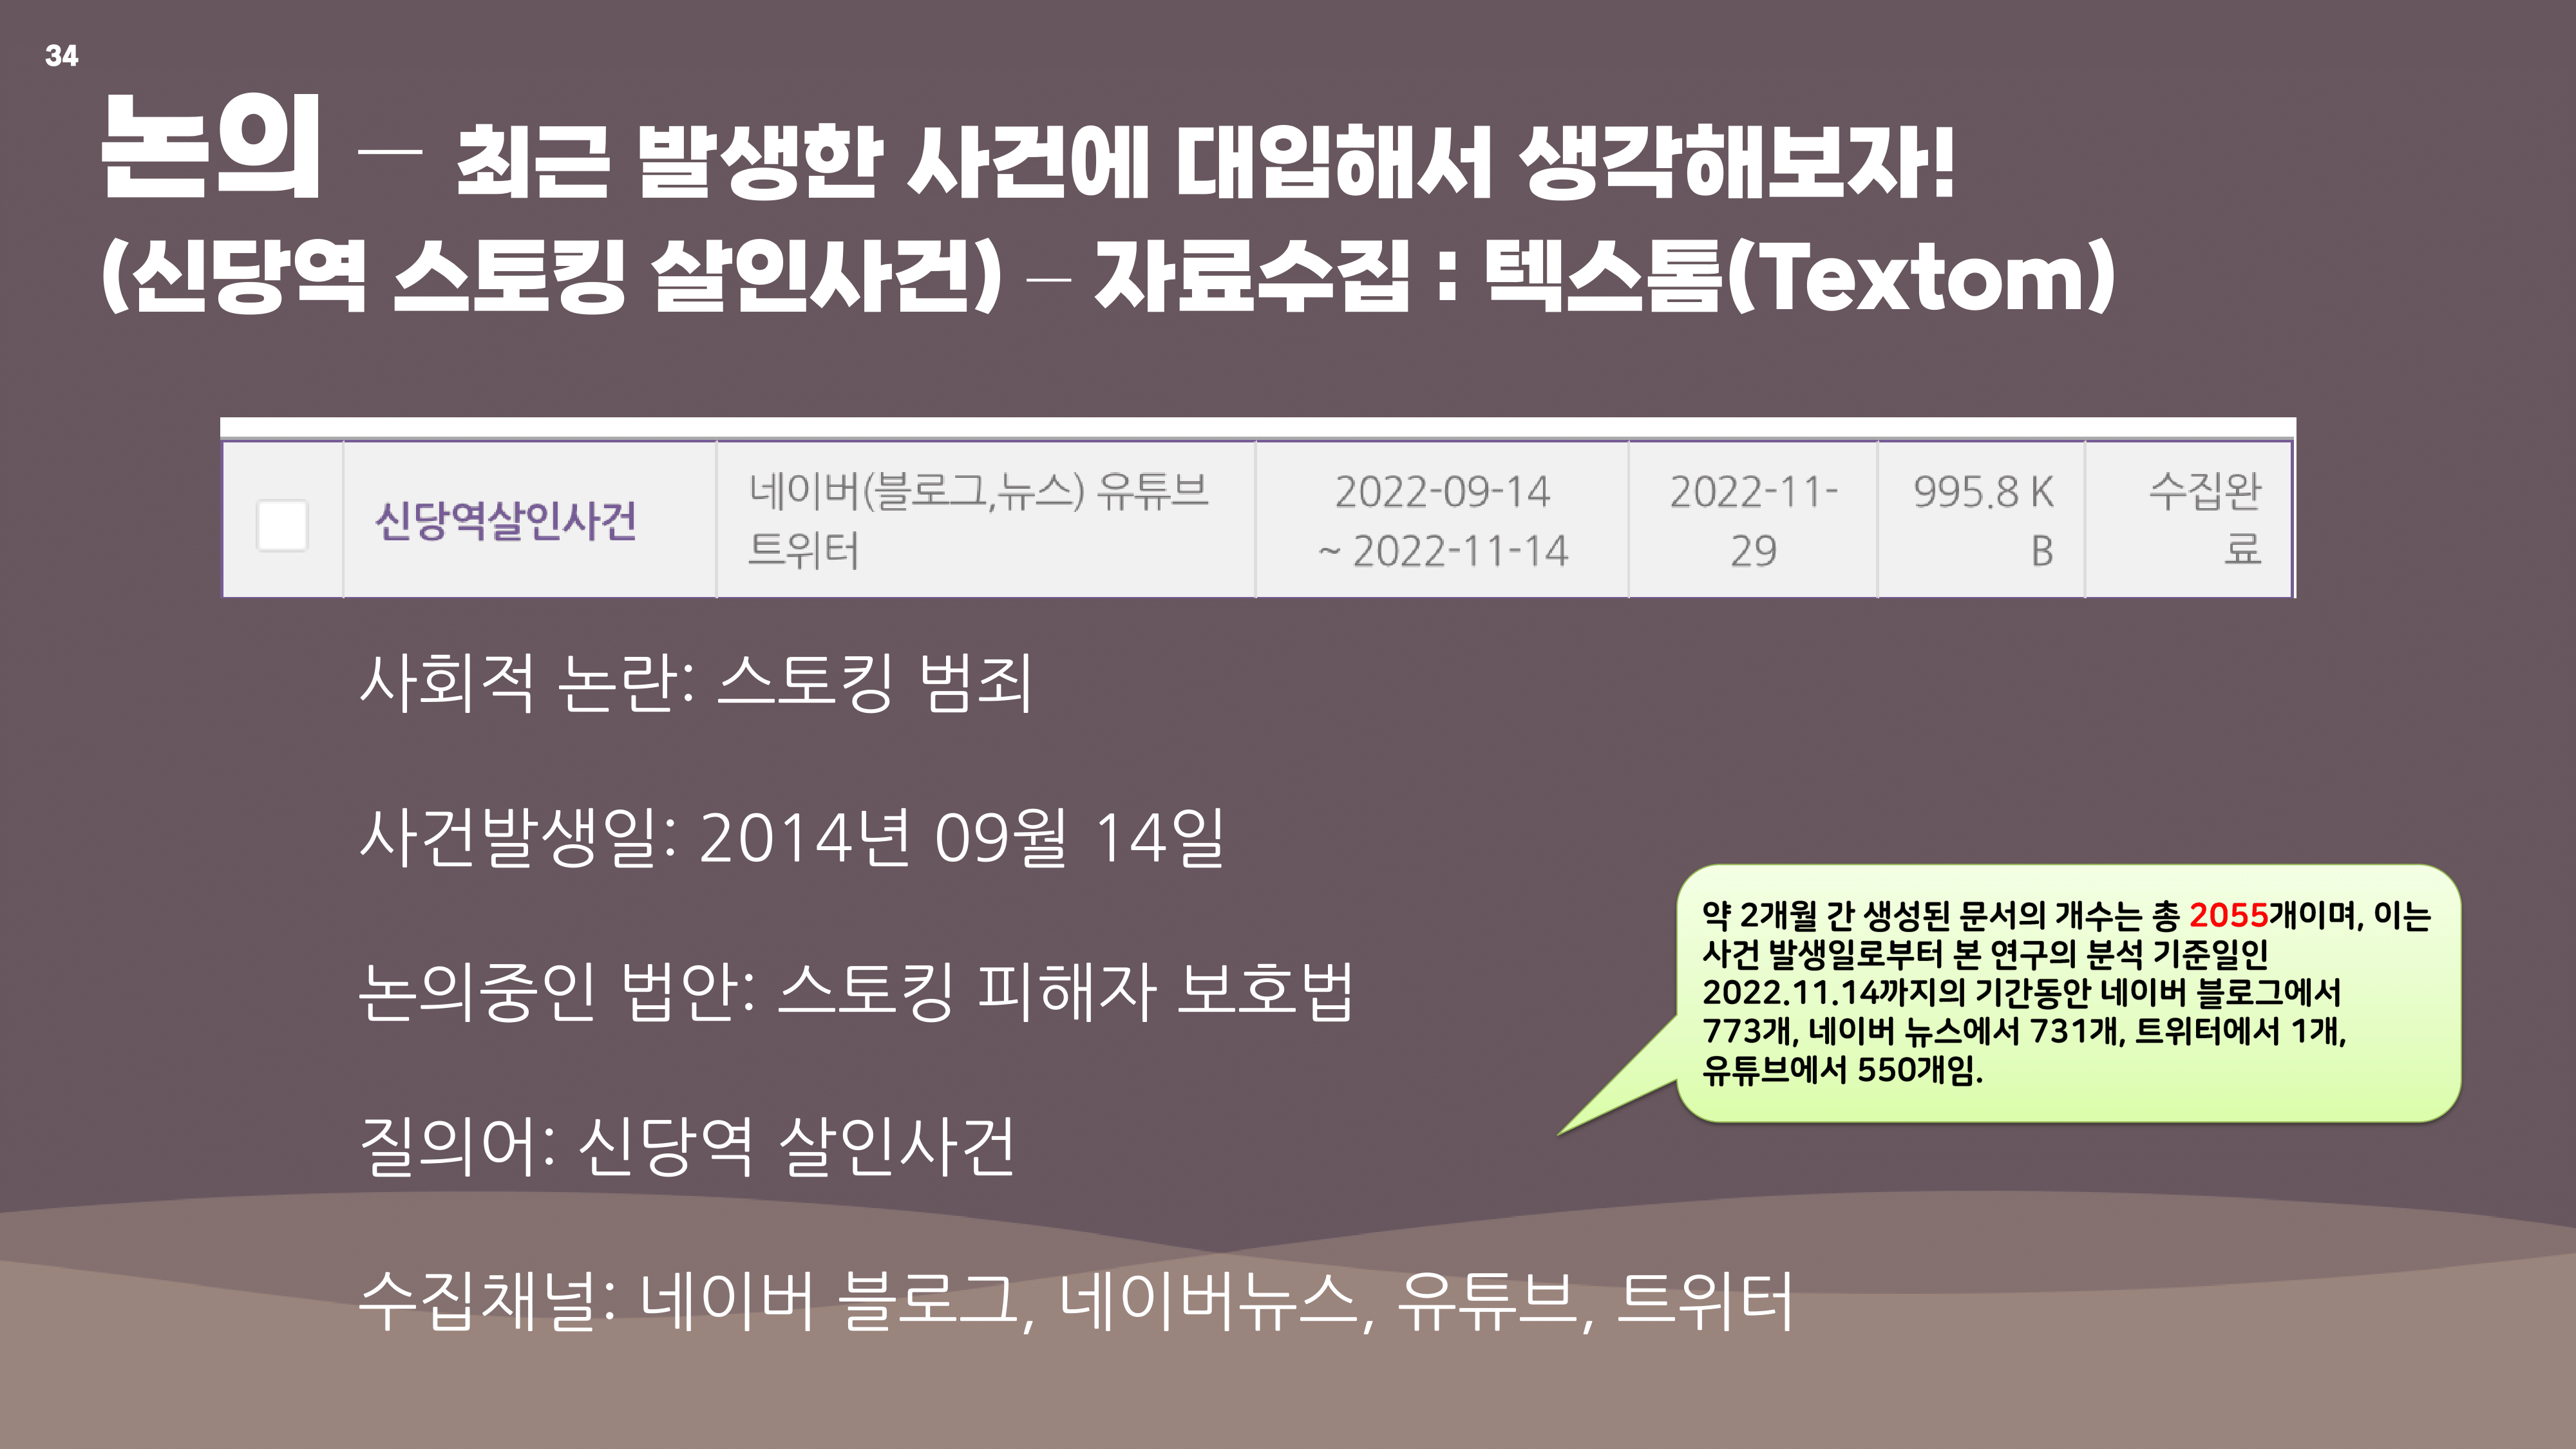 34
논의 – 최근 발생한 사건에 대입해서 생각해보자!
(신당역 스토킹 살인사건) – 자료수집 : 텍스톰(Textom)
신당역살인사건
네이버(블로그,뉴스) 유튜브
트위터
2022-09-14
~ 2022-11-14
2022-11-
29
995.8 K
B
수집완
료
사회적 논란: 스토킹 범죄
사건발생일: 2014년 09월 14일
논의중인 법안: 스토킹 피해자 보호법
질의어: 신당역 살인사건
수집채널: 네이버 블로그, 네이버뉴스, 유튜브, 트위터
약 2개월 간 생성된 문서의 개수는 총 2055개이며, 이는
사건 발생일로부터 본 연구의 분석 기준일인
2022.11.14까지의 기간동안 네이버 블로그에서
773개, 네이버 뉴스에서 731개, 트위터에서 1개,
유튜브에서 550개임.